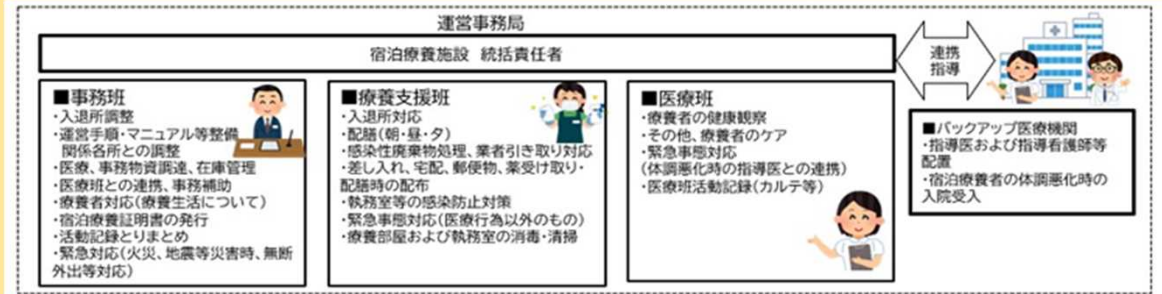 運営事務局
宿泊療養施設 統括責任者
連携
指導
■事務班
・入退所調整
・運営手順・マニュアル等整備
関係各所との調整
・医療、事務物資調達、在庫管理
・医療班との連携、事務補助
・療養者対応(療養生活について)
・宿泊療養証明書の発行
・活動記録とりまとめ
・緊急対応(火災、地震等災害時、無断
外出等対応)
■療養支援班
・入退所対応
・配膳(朝・昼・夕)
・感染性廃棄物処理、業者引き取り対応
・差し入れ、宅配、郵便物、薬受け取り・
配膳時の配布
・執務室等の感染防止対策
・緊急事態対応(医療行為以外のもの)
・療養部屋および執務室の消毒・清掃
■医療班
・療養者の健康観察
・その他、療養者のケア
・緊急事態対応
(体調悪化時の指導医との連携)
・医療班活動記録(カルテ等)
■バックアップ医療機関
・指導医および指導看護師等
配置
・宿泊療養者の体調悪化時の
入院受入